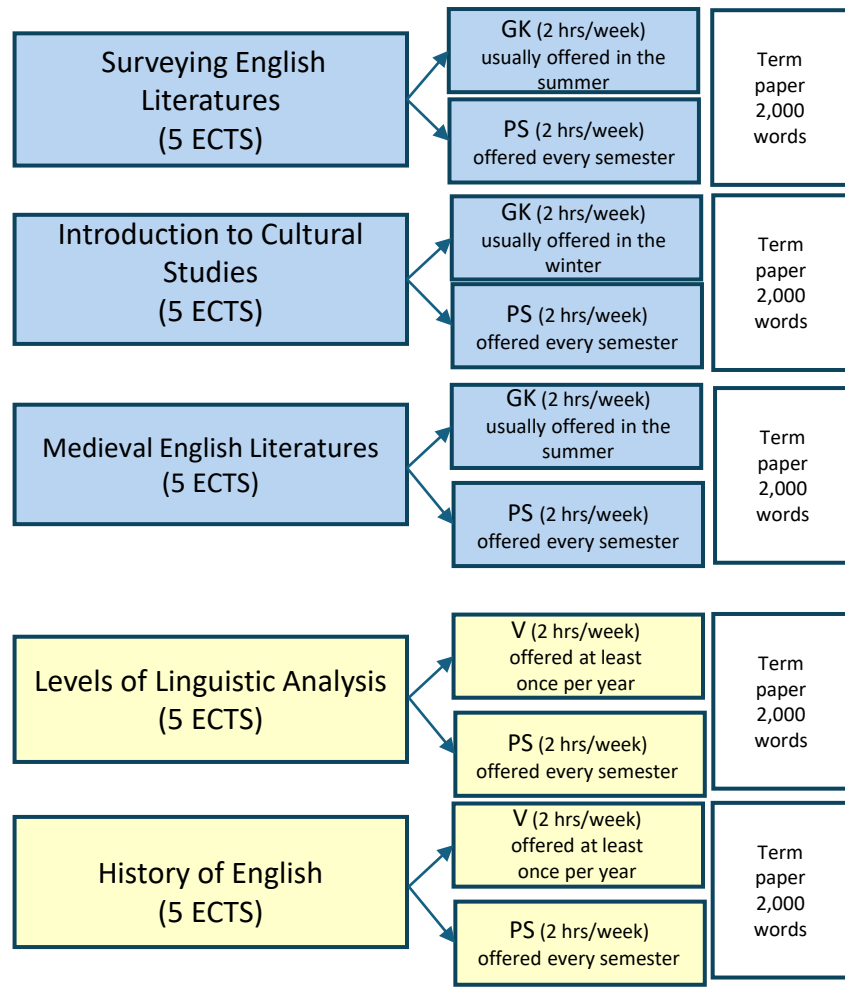 Surveying English
Literatures
(5 ECTS)
GK (2 hrs/week)
usually offered in the
summer
PS (2 hrs/week)
offered every semester
Term
paper
2,000
words
Introduction to Cultural
Studies
(5 ECTS)
GK (2 hrs/week)
usually offered in the
winter
PS (2 hrs/week)
offered every semester
Term
paper
2,000
words
Medieval English Literatures
(5 ECTS)
GK (2 hrs/week)
usually offered in the
summer
PS (2 hrs/week)
offered every semester
Term
paper
2,000
words
Levels of Linguistic Analysis
(5 ECTS)
V (2 hrs/week)
offered at least
once per year
PS (2 hrs/week)
offered every semester
Term
paper
2,000
words
History of English
(5 ECTS)
V (2 hrs/week)
offered at least
once per year
PS (2 hrs/week)
offered every semester
Term
paper
2,000
words